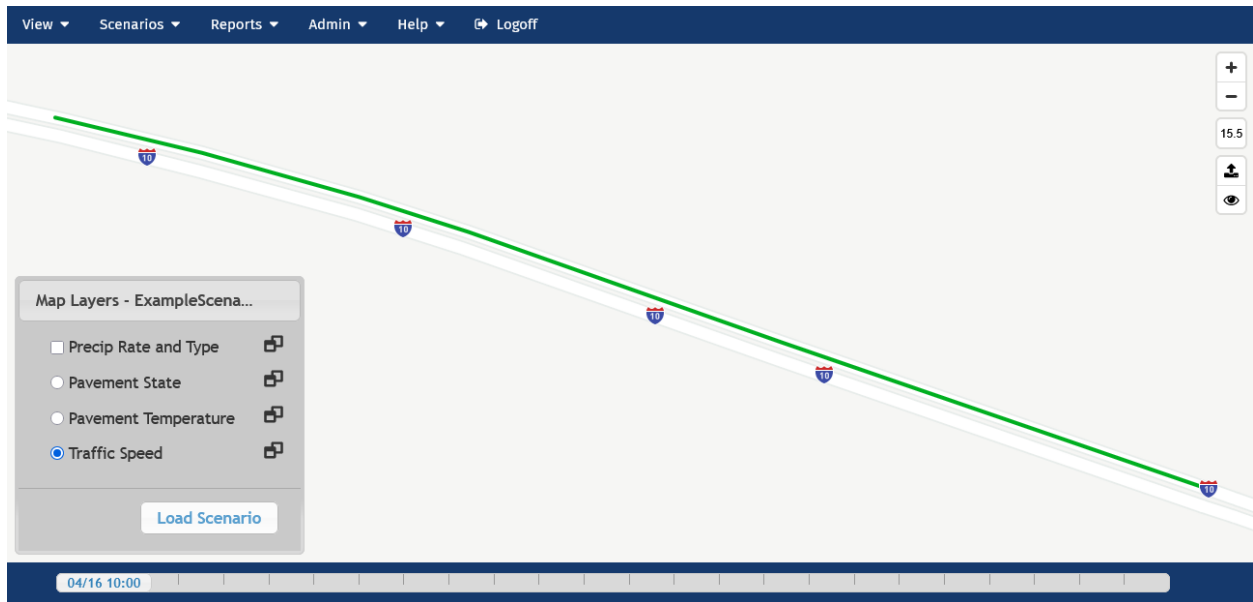 View Scenarios Reports Admin Help Logoff
+
−
15.5
10
10
10
10
10
Map Layers - ExampleScena...
Precip Rate and Type
Pavement State
Pavement Temperature
Traffic Speed
Load Scenario
04/16 10:00